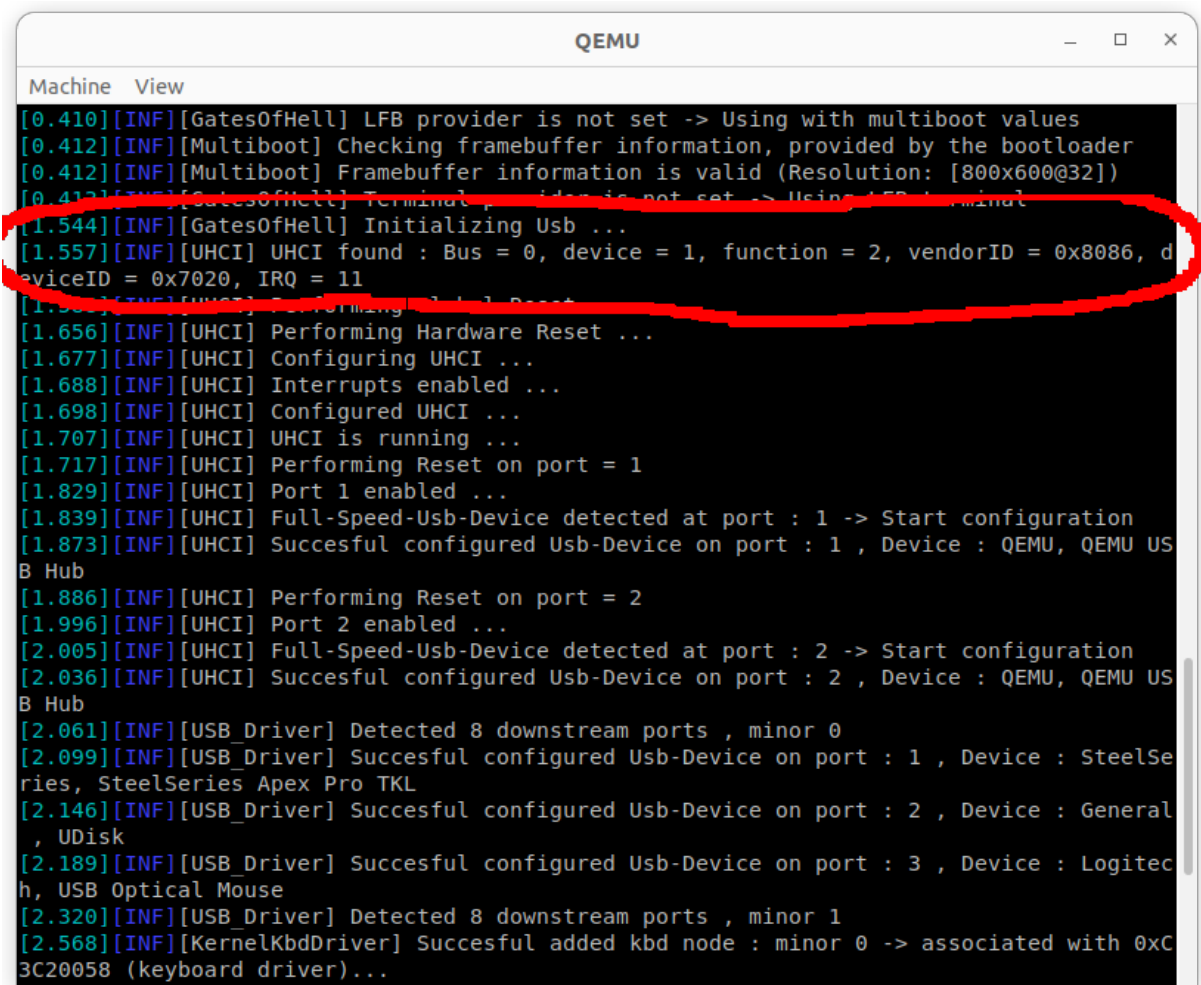 QEMU
Machine View
[0.410][INF][GatesOfHell] LFB provider is not set -> Using with multiboot values
[0.412][INF][Multiboot] Checking framebuffer information, provided by the bootloader
[0.412][INF][Multiboot] Framebuffer information is valid (Resolution: [800x600@32])
[0.413][INF][GatesOfHell] Terminal provider is not set -> Using LFB terminal
[1.544][GatesOfHell] Initializing Usb ...
[1.557][UHCI] UHCI found : Bus = 0, device = 1, function = 2, vendorID = 0x8086, d
eviceID = 0x7020, IRQ = 11
[INF][UHCI] Performing Reset
[1.656][INF][UHCI] Performing Hardware Reset ...
[1.677][INF][UHCI] Configuring UHCI ...
[1.688][INF][UHCI] Interrupts enabled ...
[1.698][INF][UHCI] Configured UHCI ...
[1.707][INF][UHCI] UHCI is running ...
[1.717][INF][UHCI] Performing Reset on port = 1
[1.829][INF][UHCI] Port 1 enabled ...
[1.839][INF][UHCI] Full-Speed-Usb-Device detected at port : 1 -> Start configuration
[1.873][INF][UHCI] Succesful configured Usb-Device on port : 1 , Device : QEMU, QEMU US
B Hub
[1.886][INF][UHCI] Performing Reset on port = 2
[1.996][INF][UHCI] Port 2 enabled ...
[2.005][INF][UHCI] Full-Speed-Usb-Device detected at port : 2 -> Start configuration
[2.036][INF][UHCI] Succesful configured Usb-Device on port : 2 , Device : QEMU, QEMU US
B Hub
[2.061][INF][USB_Driver] Detected 8 downstream ports , minor 0
[2.099][INF][USB_Driver] Succesful configured Usb-Device on port : 1 , Device : SteelSe
ries, SteelSeries Apex Pro TKL
[2.146][INF][USB_Driver] Succesful configured Usb-Device on port : 2 , Device : General
, UDisk
[2.189][INF][USB_Driver] Succesful configured Usb-Device on port : 3 , Device : Logitec
h, USB Optical Mouse
[2.320][INF][USB_Driver] Detected 8 downstream ports , minor 1
[2.568][INF][KernelKbdDriver] Succesful added kbd node : minor 0 -> associated with 0xC
3C20058 (keyboard driver)...